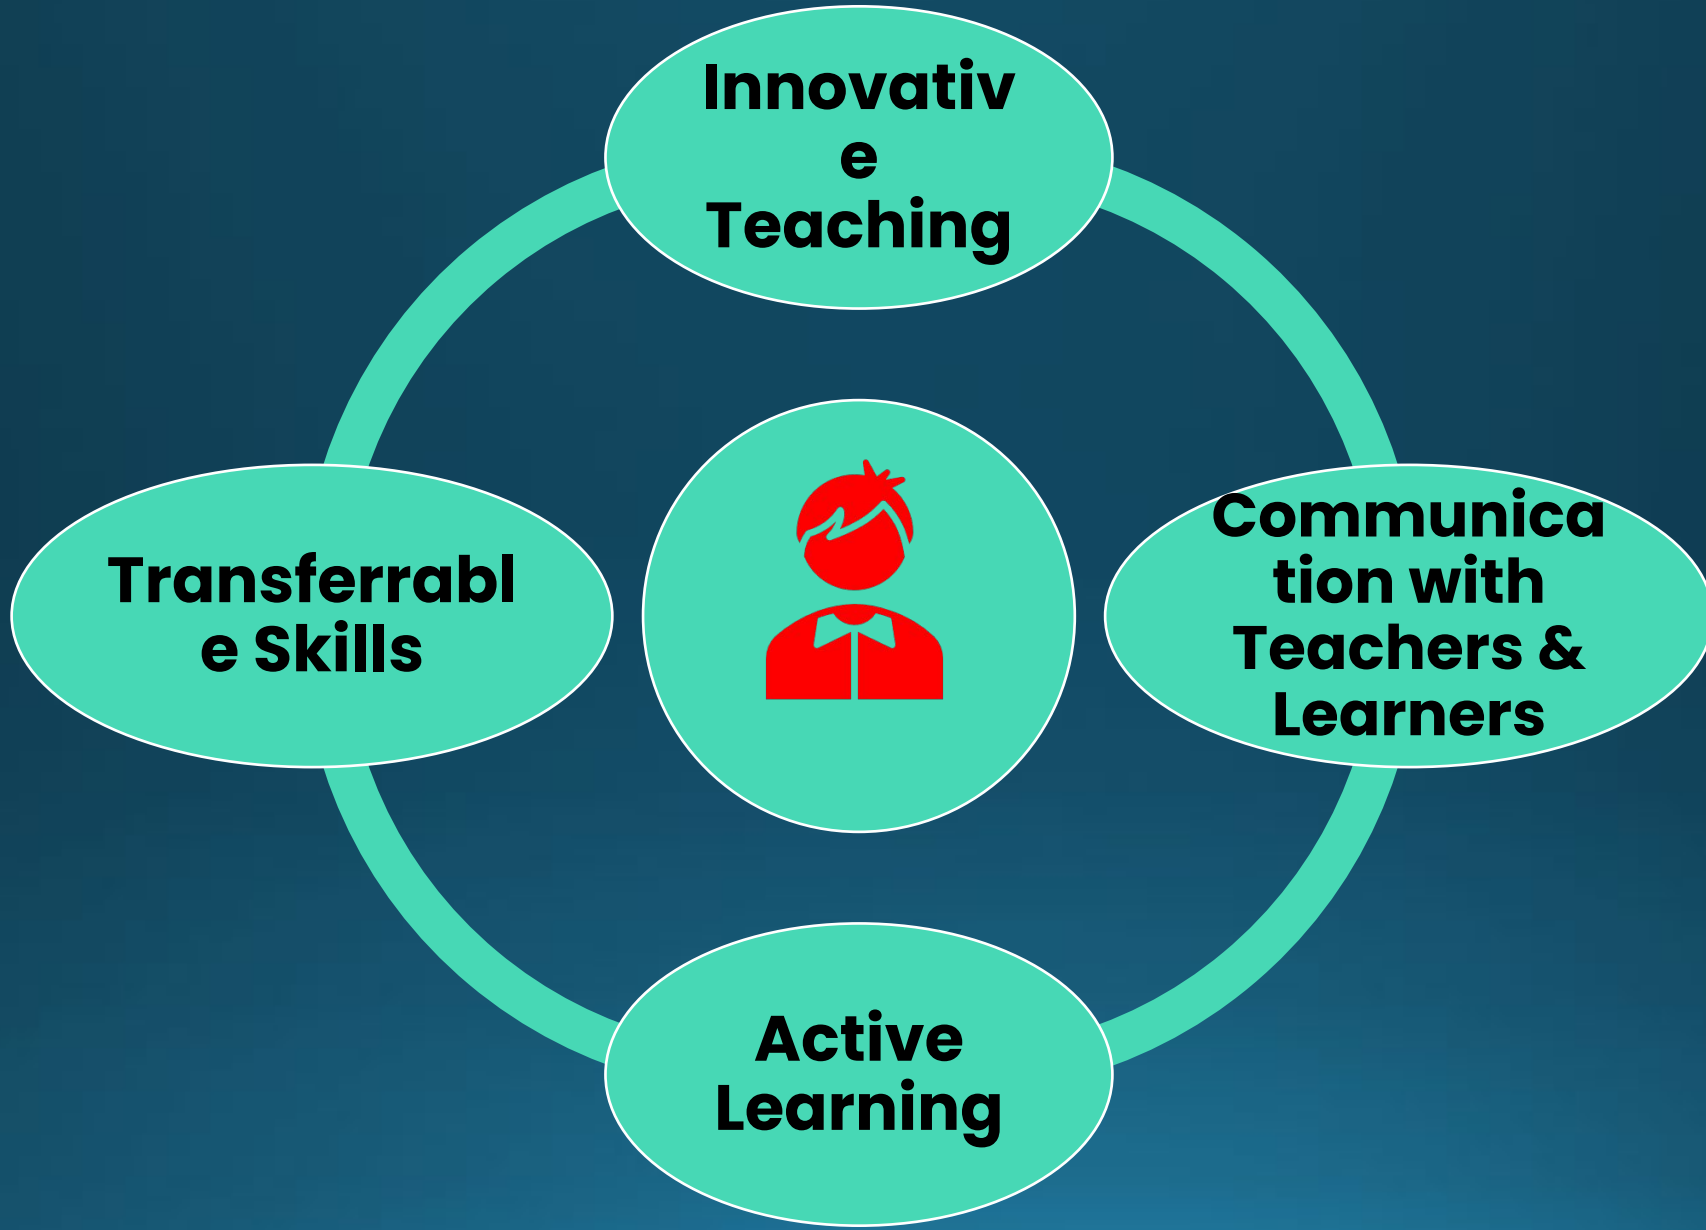 Innovativ
e
Teaching
Transferrabl
e Skills
Communica
tion with
Teachers &
Learners
Active
Learning